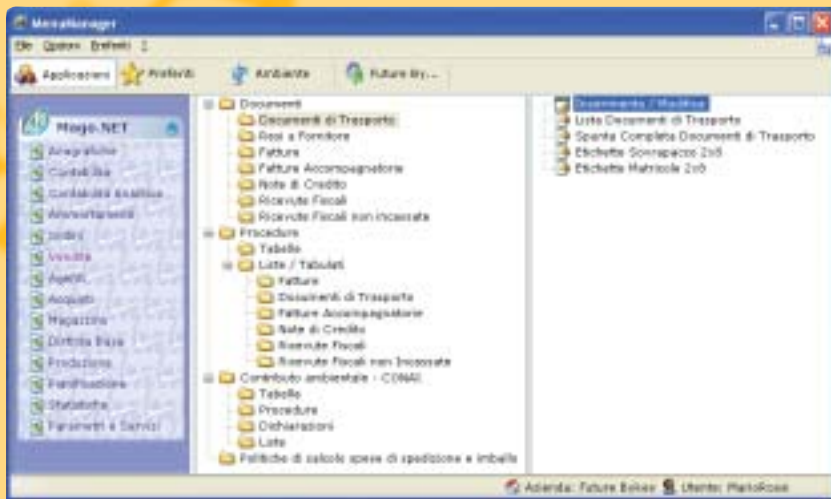 MenuManager
File Opzioni Preferiti ?
Applicazioni Preferiti Ambiente Future By...
Mago.NET
Anagrafiche
Contabilità
Contabilità Analitica
Ammortamenti
Ordini
Vendite
Agenti
Acquisti
Magazzino
Distinta Base
Produzione
Pianificazione
Statistiche
Parametri e Servizi
Documenti
Documenti di Trasporto
Resi a Fornitore
Fatture
Fatture Accompagnatorie
Note di Credito
Ricevute Fiscali
Ricevute Fiscali non incassate
Procedure
Tabelle
Liste / Tabulati
Fatture
Documenti di Trasporto
Fatture Accompagnatorie
Note di Credito
Ricevute Fiscali
Ricevute Fiscali non Incassate
Contributo ambientale - CONAI
Tabelle
Procedure
Dichiarazioni
Liste
Politiche di calcolo spese di spedizione e imballo
Inserimento / Modifica
Lista Documenti di Trasporto
Spunta Completa Documenti di Trasporto
Etichette Sovrapacco 2x8
Etichette Matricole 2x8
Azienda: Future Bikes Utente: MarioRossi